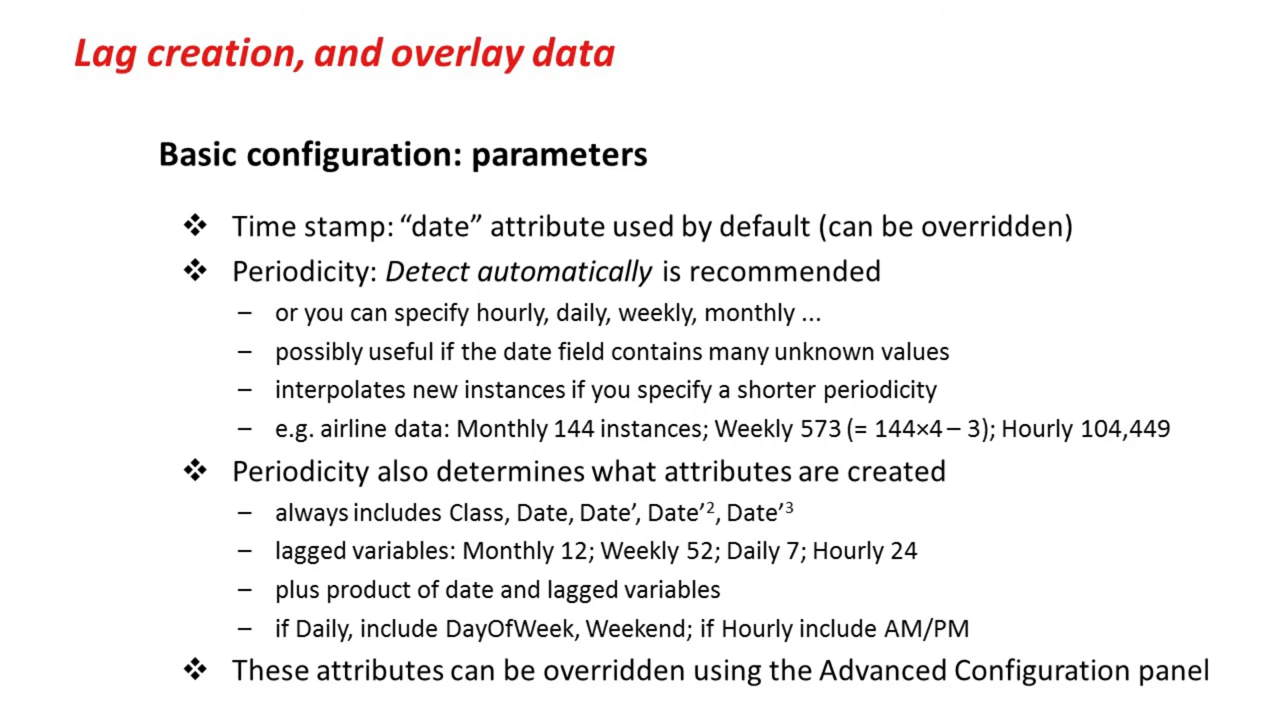 Lag creation, and overlay data
Basic configuration: parameters
❖ Time stamp: “date” attribute used by default (can be overridden)
❖ Periodicity: Detect automatically is recommended
– or you can specify hourly, daily, weekly, monthly ...
– possibly useful if the date field contains many unknown values
– interpolates new instances if you specify a shorter periodicity
– e.g. airline data: Monthly 144 instances; Weekly 573 (= 144×4 – 3); Hourly 104,449
❖ Periodicity also determines what attributes are created
– always includes Class, Date, Date’, Date’², Date’³
– lagged variables: Monthly 12; Weekly 52; Daily 7; Hourly 24
– plus product of date and lagged variables
– if Daily, include DayOfWeek, Weekend; if Hourly include AM/PM
❖ These attributes can be overridden using the Advanced Configuration panel